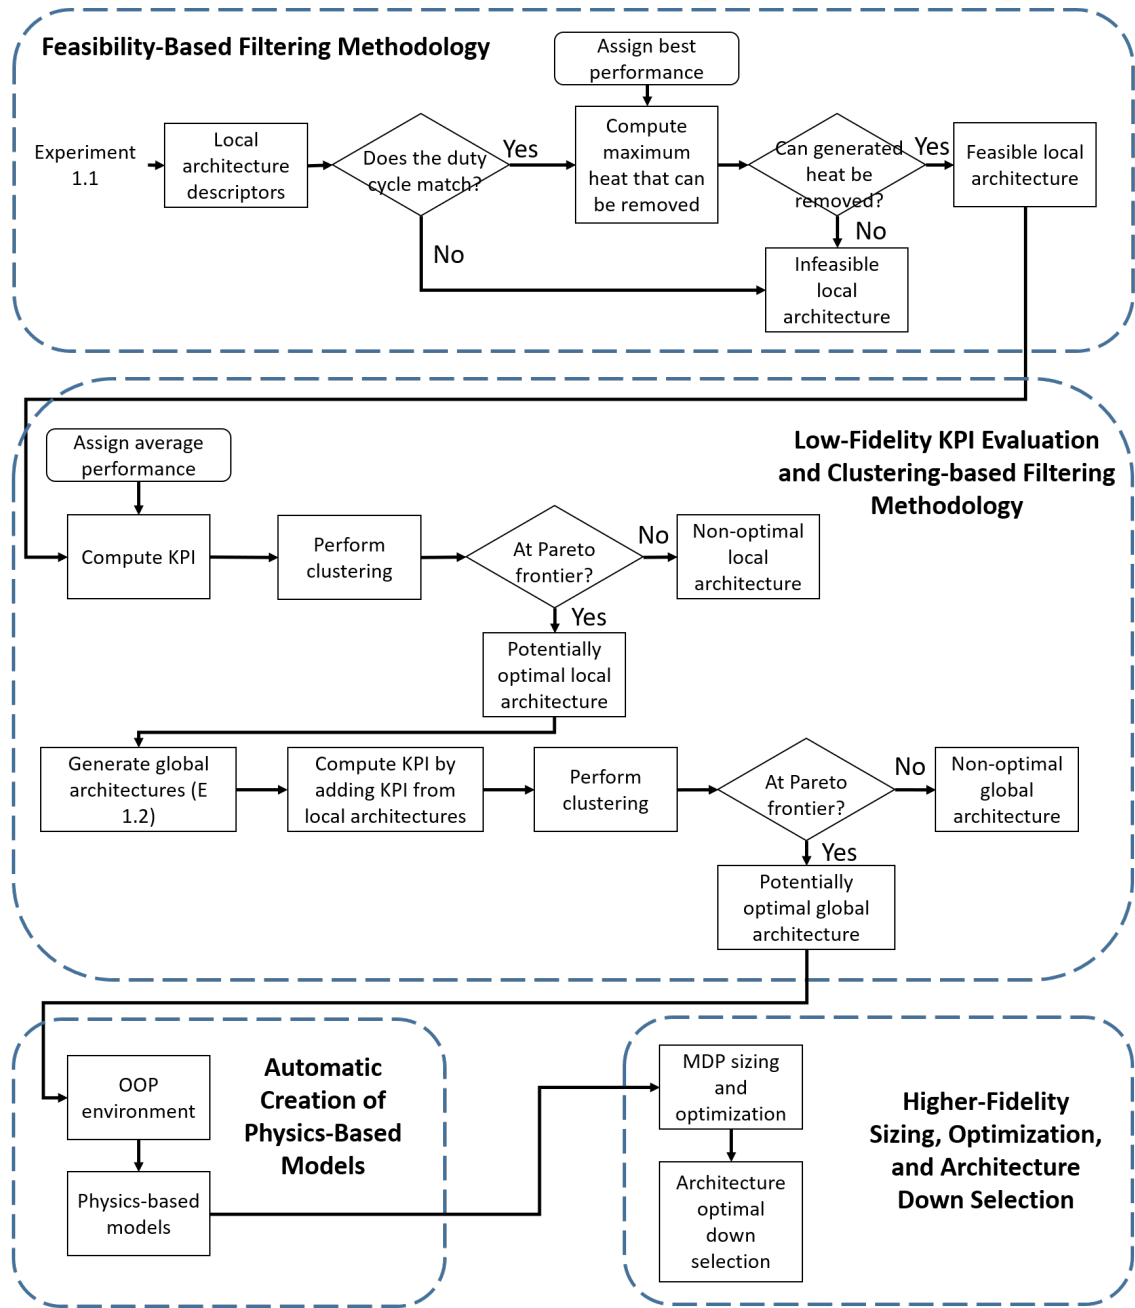 Feasibility-Based Filtering Methodology
Assign best
performance
Experiment
1.1
Local
architecture
descriptors
Does the duty
cycle match?
Yes
No
Compute
maximum
heat that can
be removed
Can generated
heat be
removed?
Yes
No
Feasible local
architecture
Infeasible
local
architecture
Low-Fidelity KPI Evaluation
and Clustering-based Filtering
Methodology
Assign average
performance
Compute KPI
Perform
clustering
At Pareto
frontier?
No
Non-optimal
local
architecture
Yes
Potentially
optimal local
architecture
Generate global
architectures (E
1.2)
Compute KPI by
adding KPI from
local architectures
Perform
clustering
At Pareto
frontier?
No
Non-optimal
global
architecture
Yes
Potentially
optimal global
architecture
OOP
environment
Physics-based
models
Automatic
Creation of
Physics-Based
Models
MDP sizing
and
optimization
Architecture
optimal
down
selection
Higher-Fidelity
Sizing, Optimization,
and Architecture
Down Selection